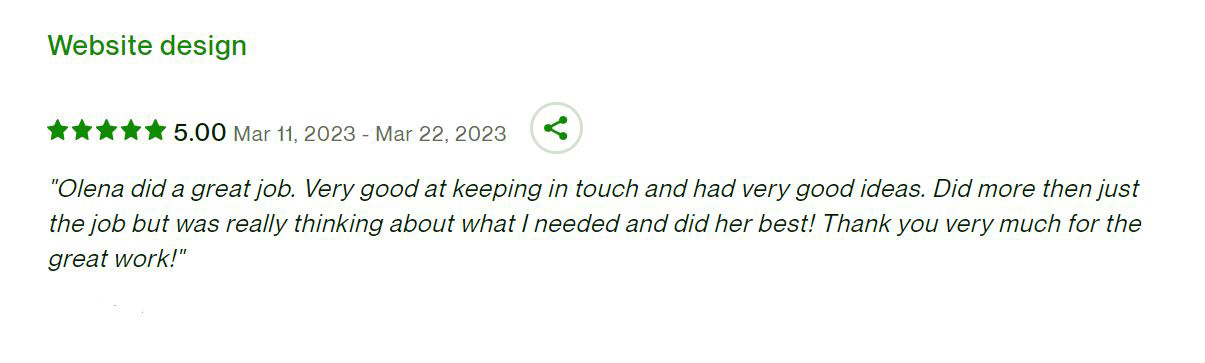 Website design
5.00 Mar 11, 2023 - Mar 22, 2023
"Olena did a great job. Very good at keeping in touch and had very good ideas. Did more then just
the job but was really thinking about what I needed and did her best! Thank you very much for the
great work!"